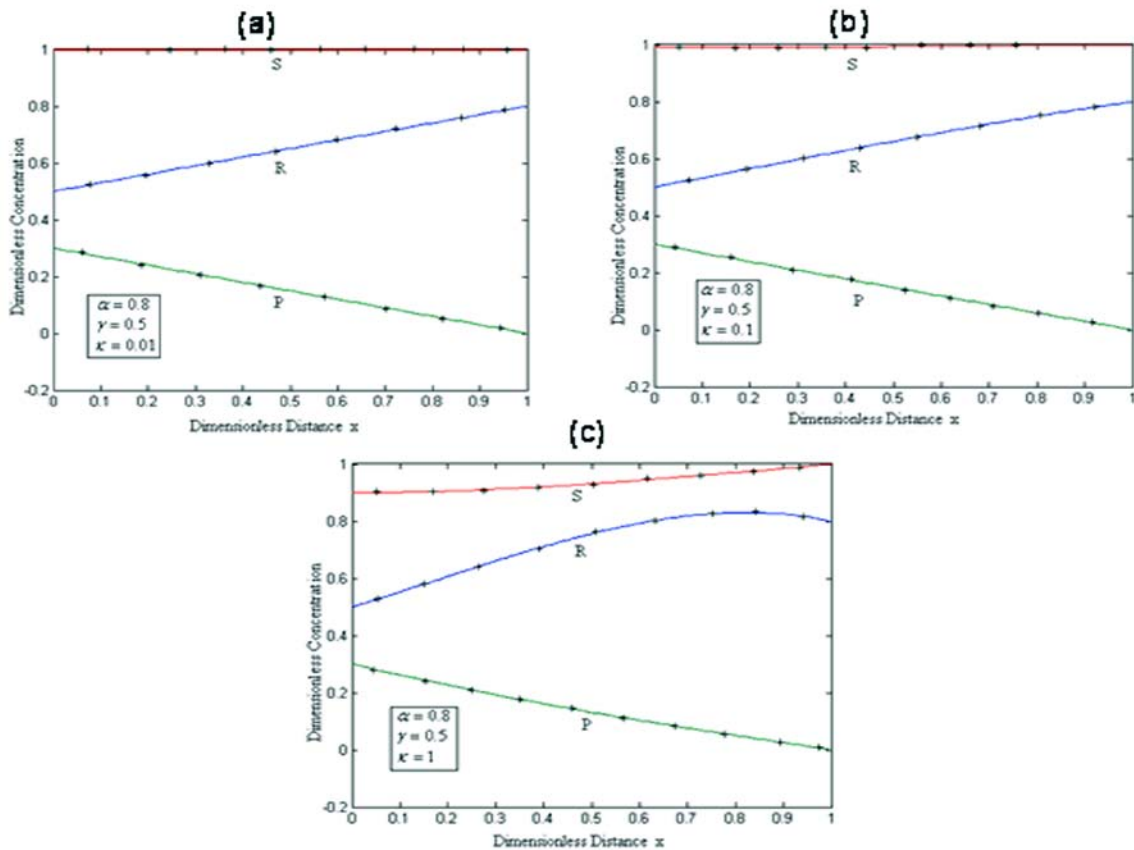 (a)
1
0.8
0.6
0.4
0.2
0
-0.2
Dimensionless Concentration
S
R
P
α = 0.8
γ = 0.5
κ = 0.01
0 0.1 0.2 0.3 0.4 0.5 0.6 0.7 0.8 0.9 1
Dimensionless Distance x
(b)
1
0.8
0.6
0.4
0.2
0
-0.2
Dimensionless Concentration
S
R
P
α = 0.8
γ = 0.5
κ = 0.1
0 0.1 0.2 0.3 0.4 0.5 0.6 0.7 0.8 0.9 1
Dimensionless Distance x
(c)
1
0.8
0.6
0.4
0.2
0
-0.2
Dimensionless Concentration
S
R
P
α = 0.8
γ = 0.5
κ = 1
0 0.1 0.2 0.3 0.4 0.5 0.6 0.7 0.8 0.9 1
Dimensionless Distance x